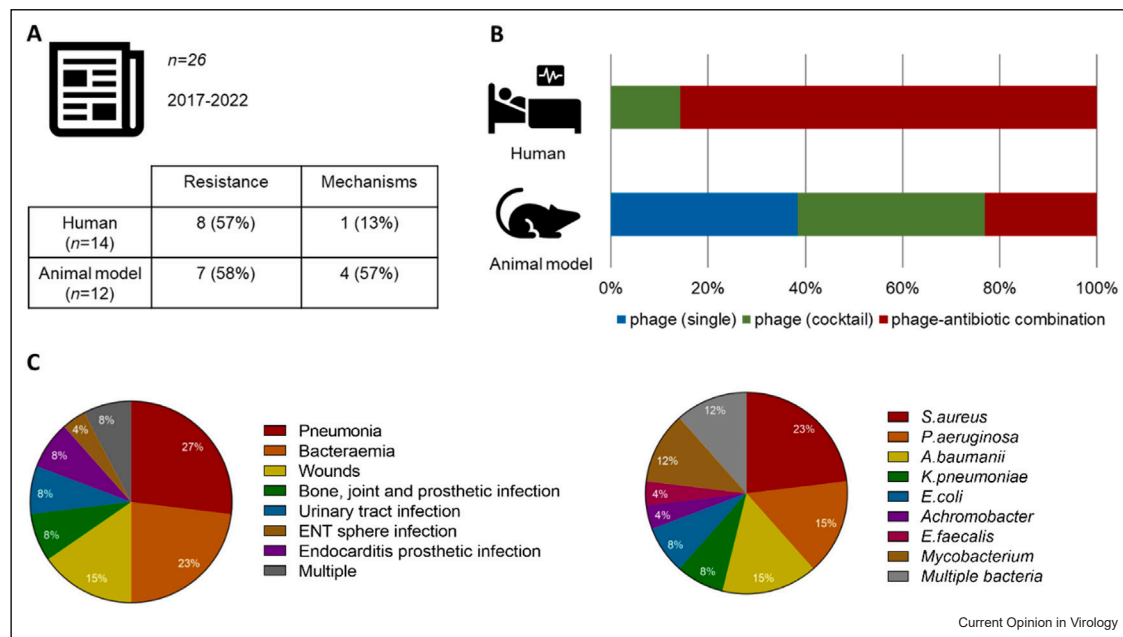 A
n=26
2017-2022
Resistance Mechanisms
Human (n=14) 8 (57%) 1 (13%)
Animal model (n=12) 7 (58%) 4 (57%)
B
Human
Animal model
0% 20% 40% 60% 80% 100%
phage (single) phage (cocktail) phage-antibiotic combination
C
8% 27%
4%
8%
8%
8%
15% 23%
Pneumonia
Bacteraemia
Wounds
Bone, joint and prosthetic infection
Urinary tract infection
ENT sphere infection
Endocarditis prosthetic infection
Multiple
12% 23%
12%
4%
4%
8%
8% 15%
15%
S.aureus
P.aeruginosa
A.baumanii
K.pneumoniae
E.coli
Achromobacter
E.faecalis
Mycobacterium
Multiple bacteria
Current Opinion in Virology